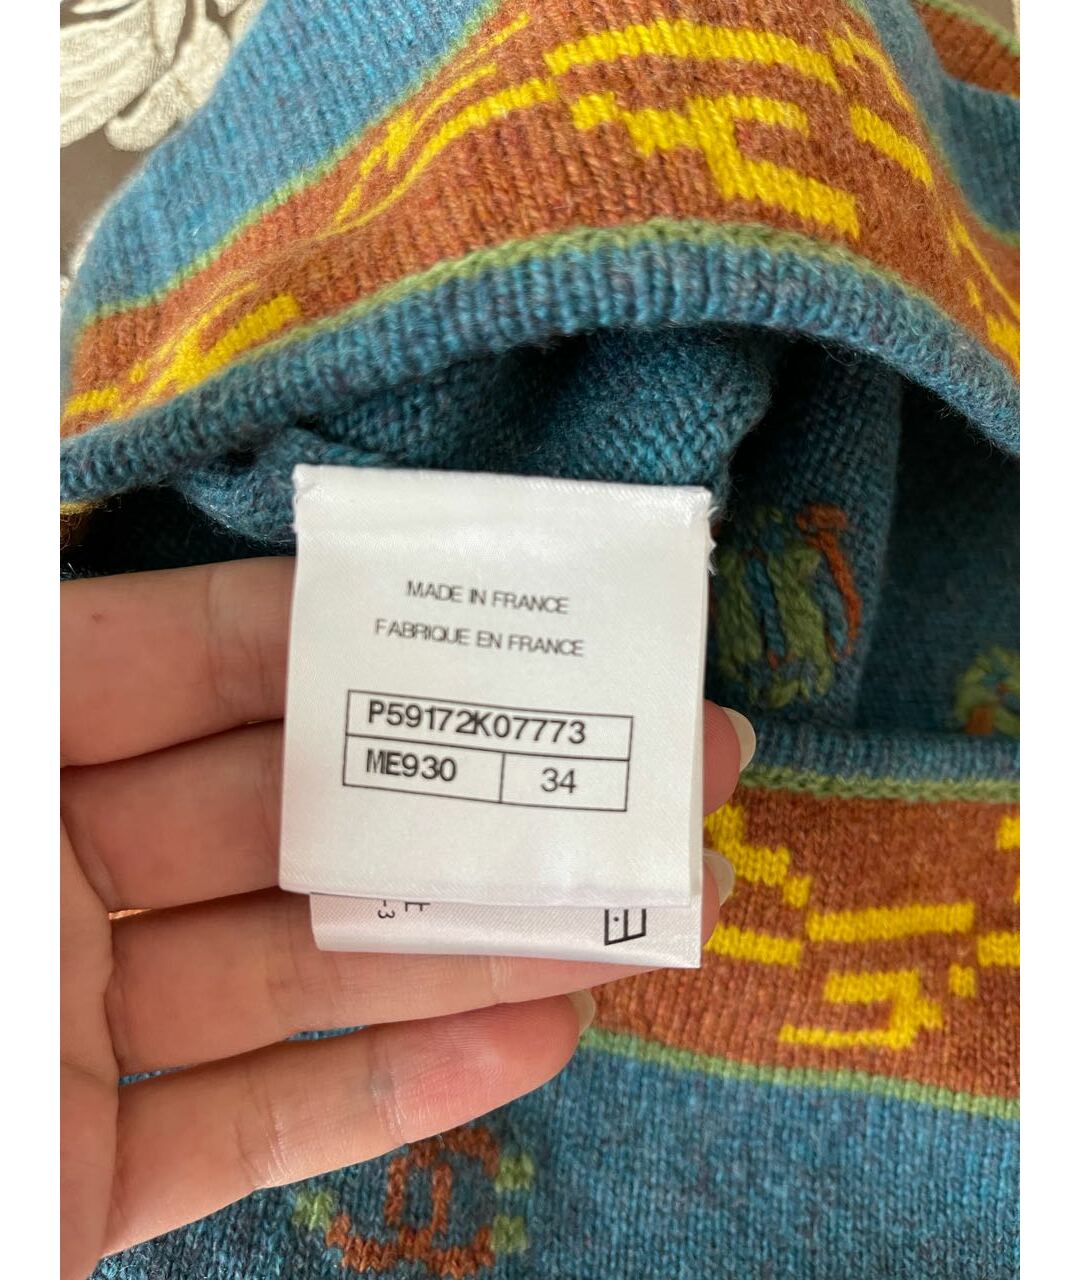 MADE IN FRANCE
FABRIQUE EN FRANCE
P59172K07773
ME930 34